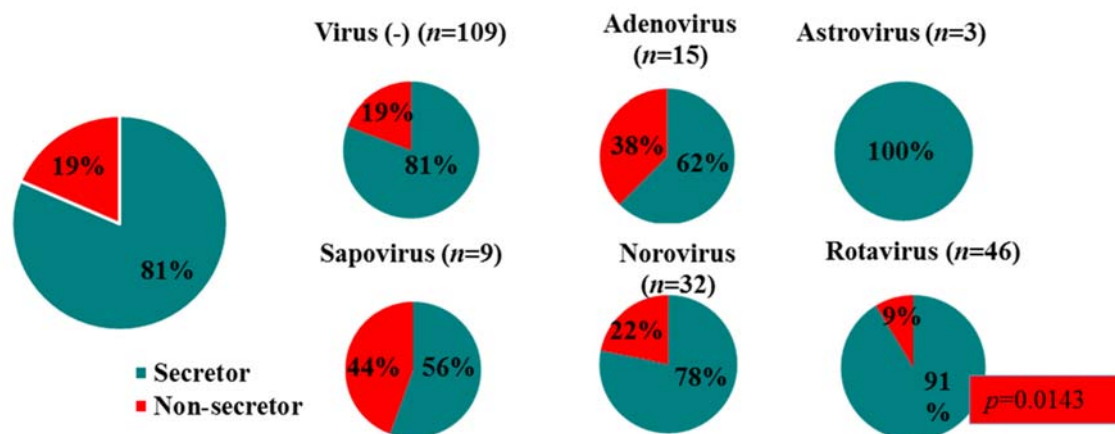 19%
81%
Secretor
Non-secretor
Virus (-) (n=109)
19%
81%
Adenovirus
(n=15)
38%
62%
Astrovirus (n=3)
100%
Sapovirus (n=9)
44%
56%
Norovirus
(n=32)
22%
78%
Rotavirus (n=46)
9%
91
%
p=0.0143